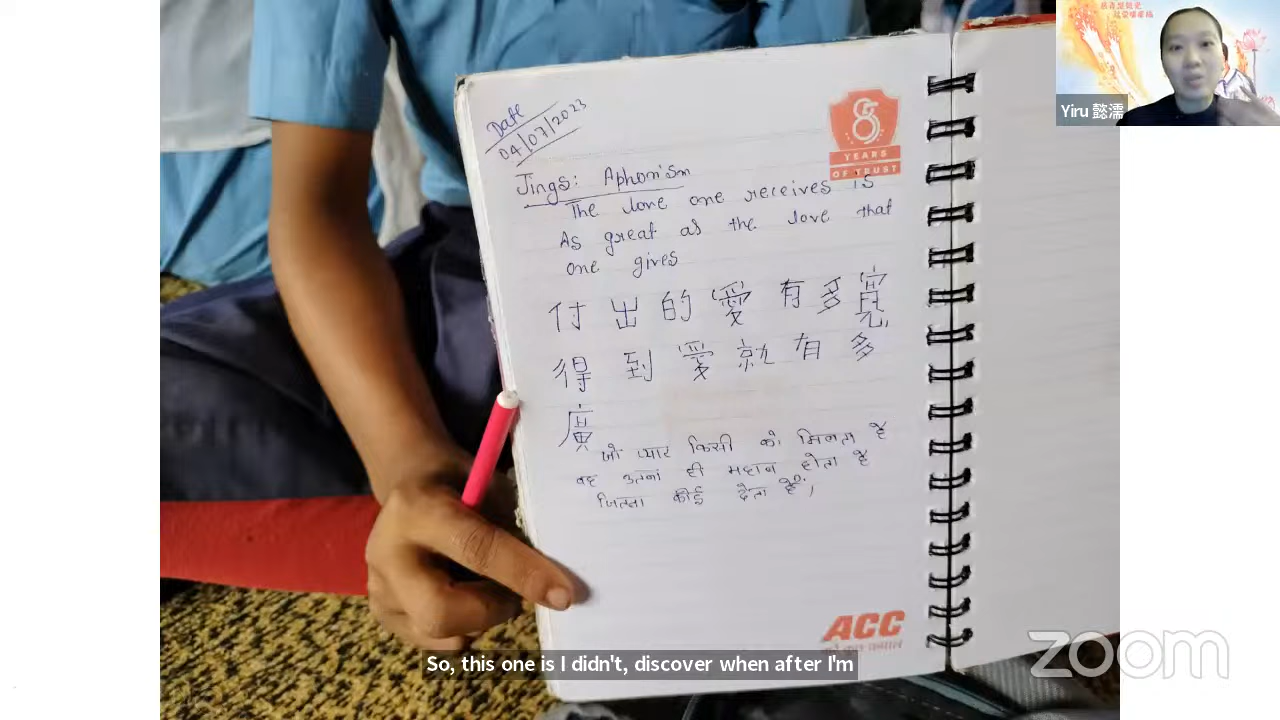 Date
04/07/2023
85
YEARS
OF TRUST
Jings: Aphorism
The love one receives is
As great as the love that
one gives
付出的愛有多寬
得到愛就有多
廣
जो प्यार किसी को मिलता है
वह उतना ही महान होता है
जितना कोई देता है।
ACC
So, this one is I didn't, discover when after I'm
Yiru 懿濡
zoom